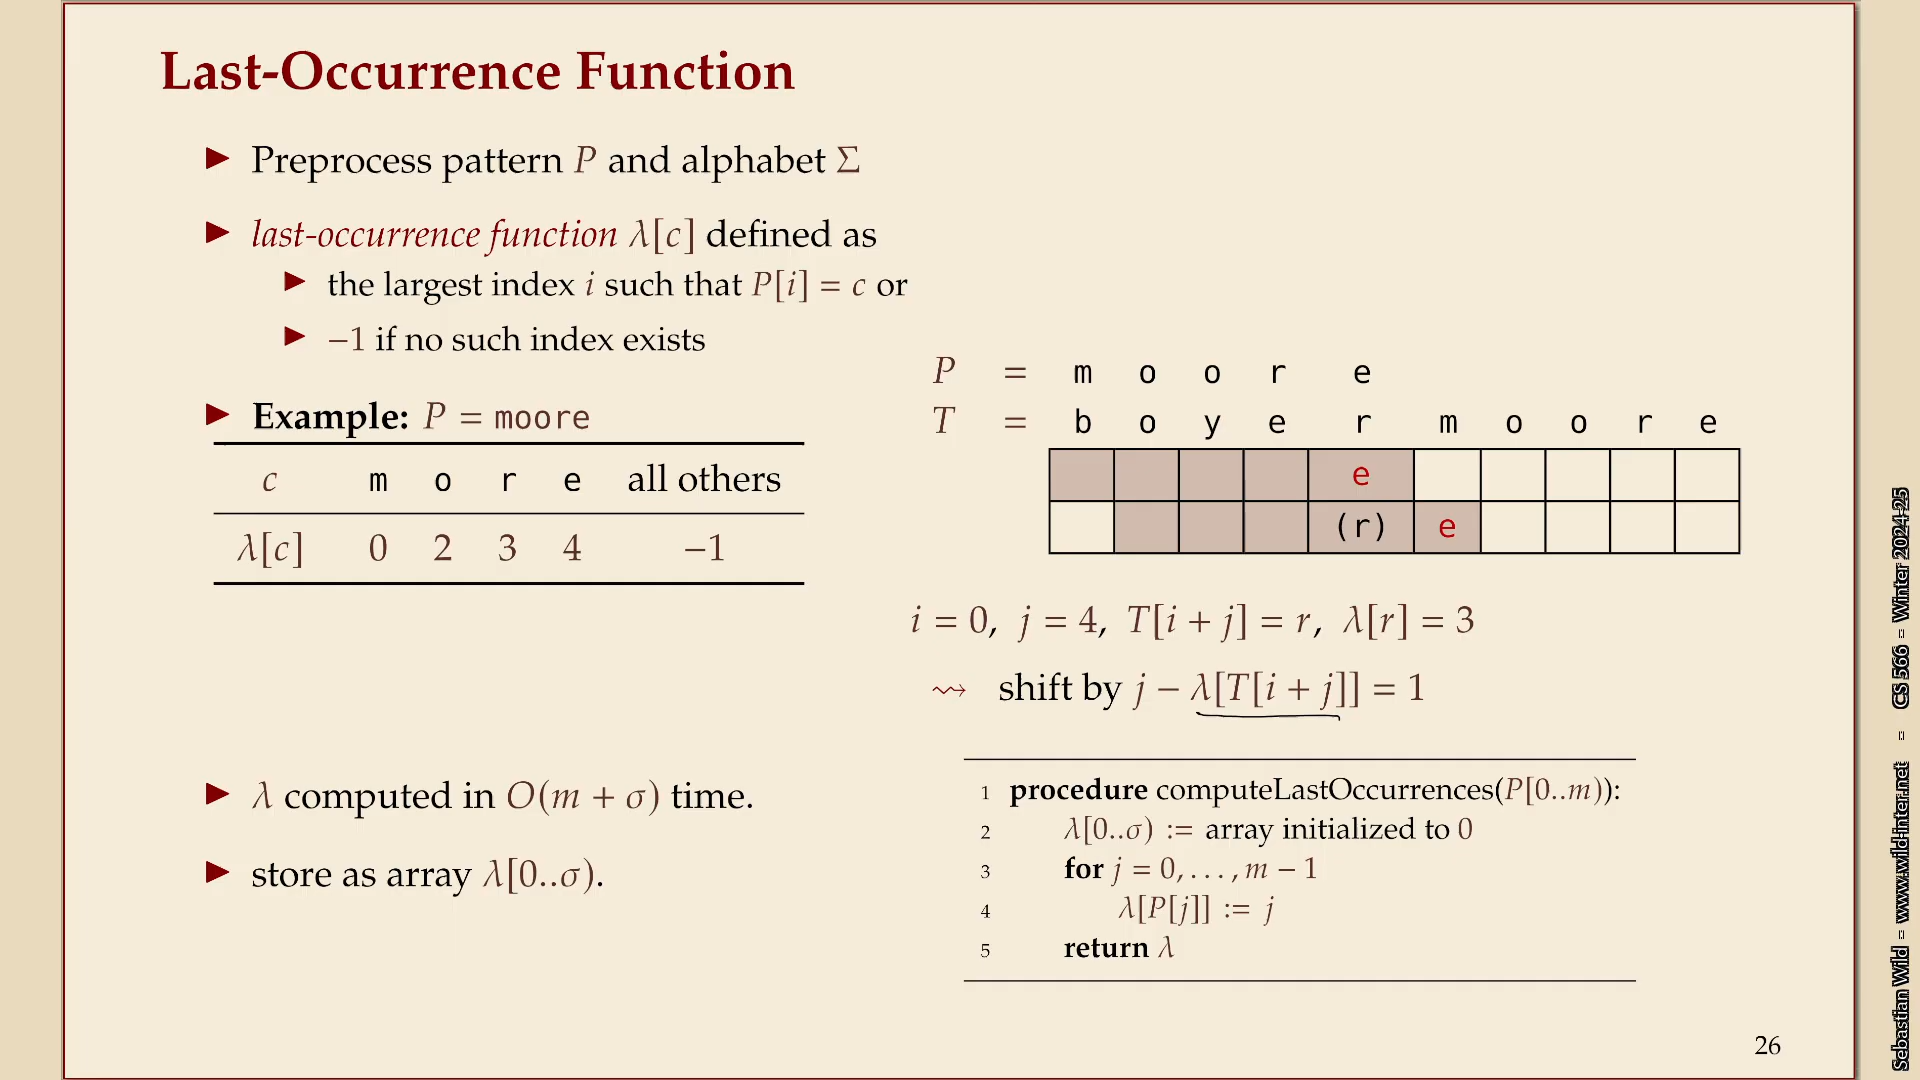 Last-Occurrence Function
▶ Preprocess pattern P and alphabet Σ
▶ last-occurrence function λ[c] defined as
▶ the largest index i such that P[i] = c or
▶ −1 if no such index exists
▶ Example: P = moore
c m o r e all others
λ[c] 0 2 3 4 −1
P = m o o r e
T = b o y e r m o o r e
e
(r) e
i = 0, j = 4, T[i + j] = r, λ[r] = 3
⇝ shift by j − λ[T[i + j]] = 1
▶ λ computed in O(m + σ) time.
▶ store as array λ[0..σ).
1 procedure computeLastOccurrences(P[0..m)):
2 λ[0..σ) := array initialized to 0
3 for j = 0, . . . , m − 1
4 λ[P[j]] := j
5 return λ
26
Sebastian Wild – www.wild-inter.net – CS 566 – Winter 2024-25